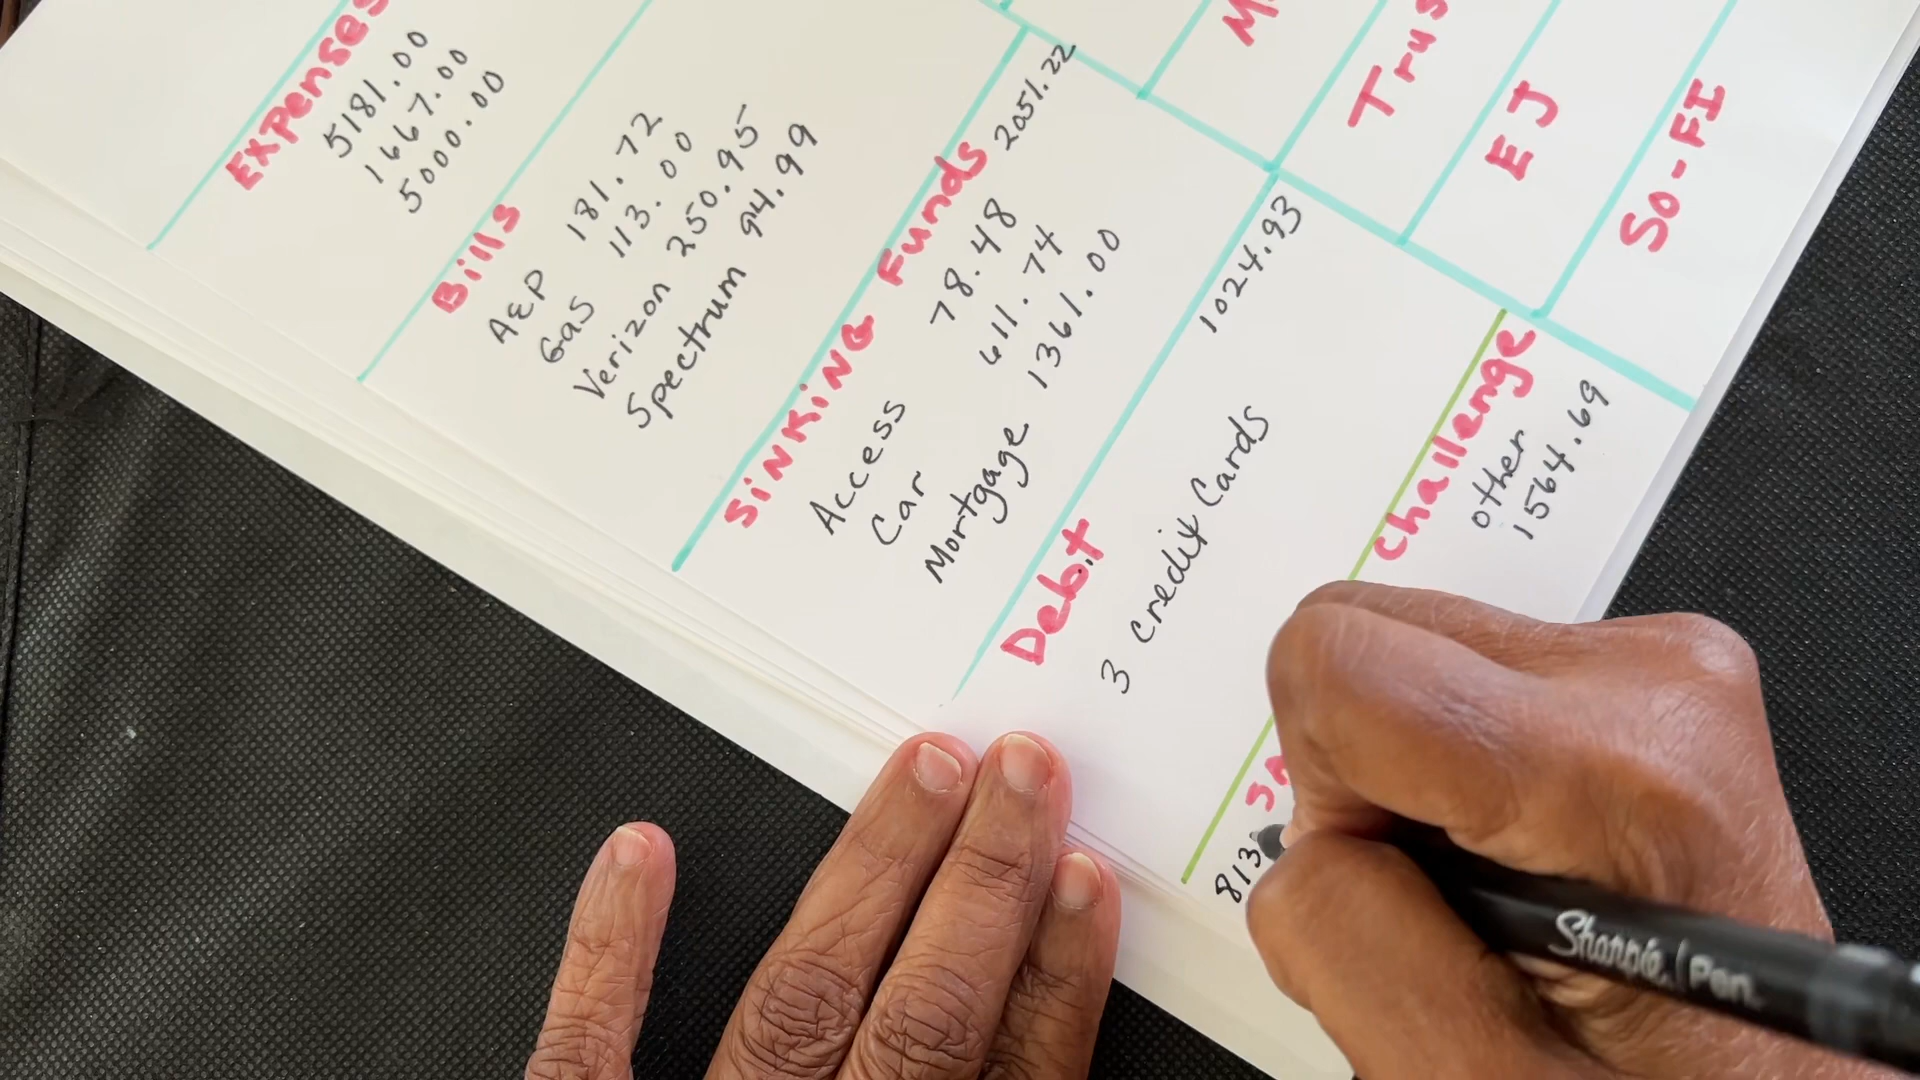 Expenses
5181.00
1667.00
5000.00
Bills
AEP 181.72
Gas 113.00
Verizon 250.95
Spectrum 94.99
Sinking Funds 2051.22
Access 78.48
Car 611.74
Mortgage 1361.00
Debit 1024.93
3 Credit Cards
Challenge
other
1564.69
813
EJ
So-FI
Sharpie Pen